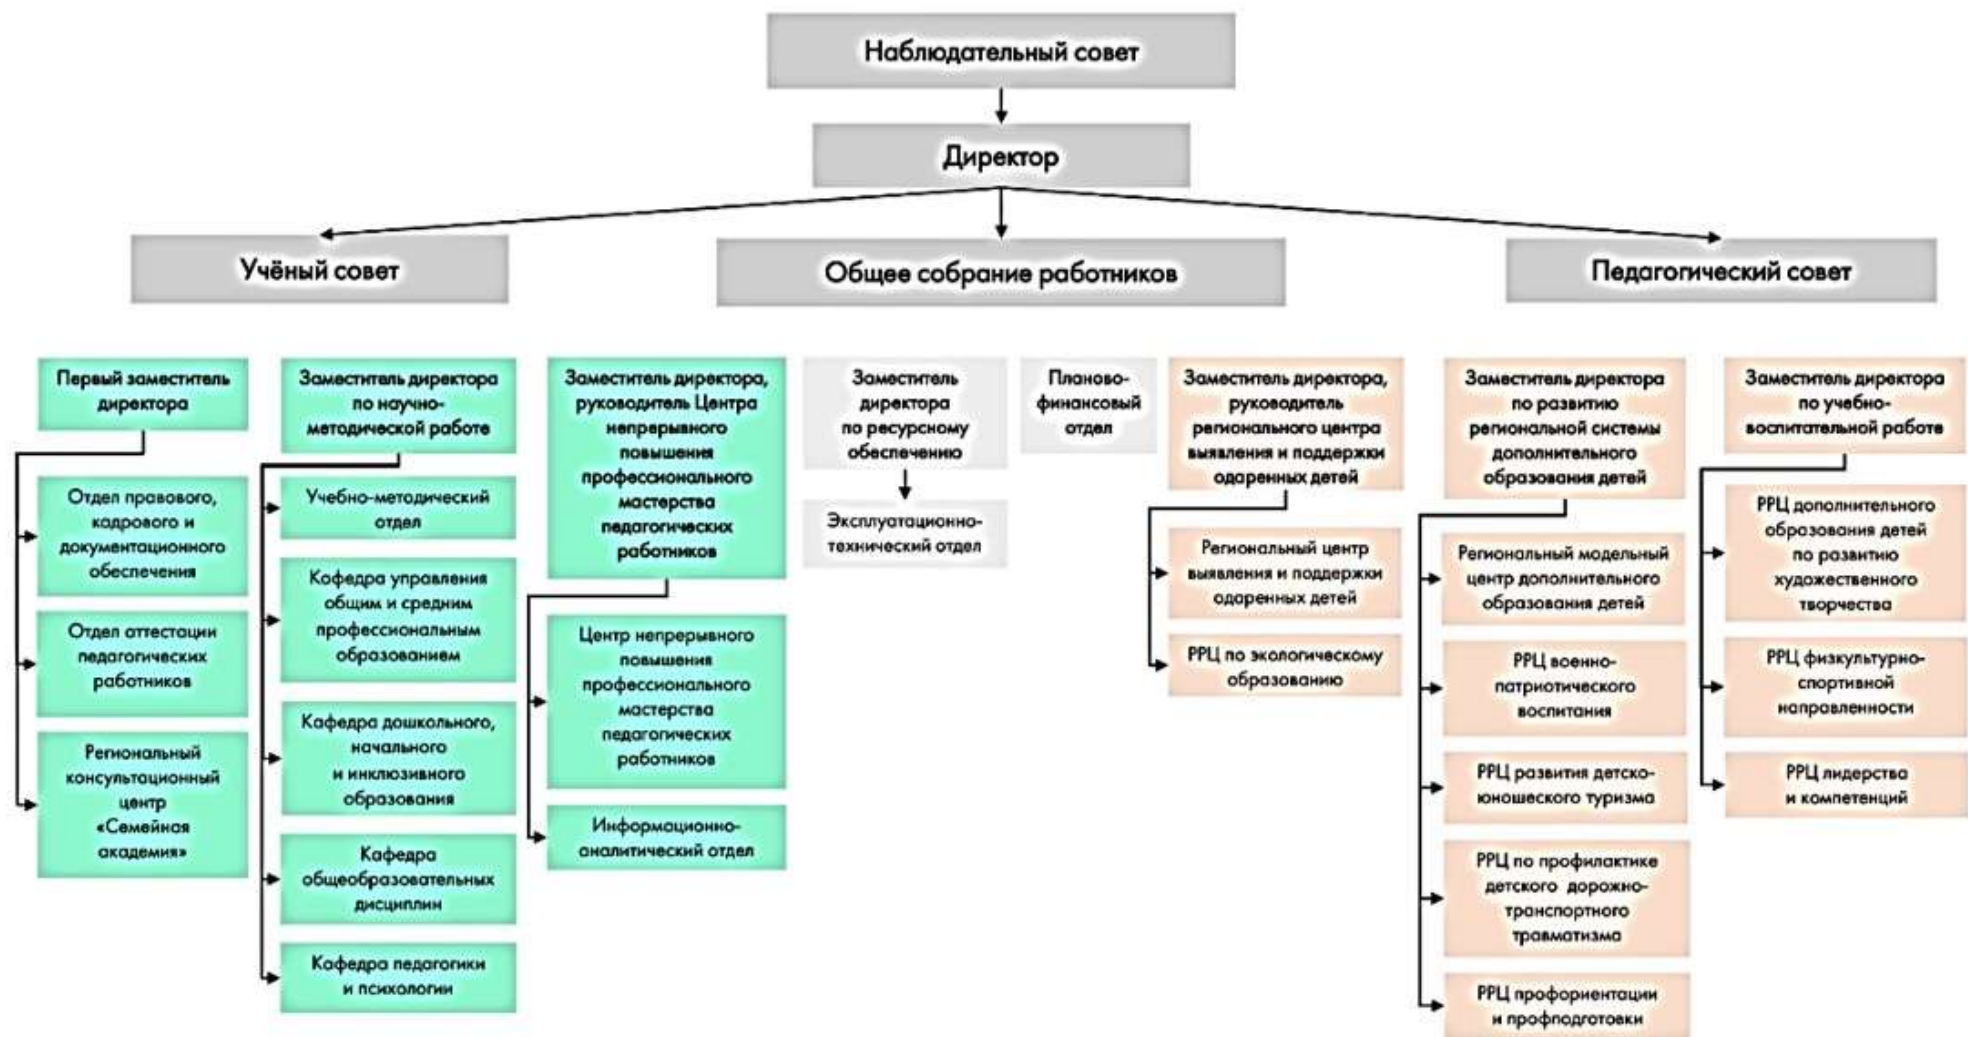 Наблюдательный совет
Директор
Учёный совет
Общее собрание работников
Педагогический совет
Первый заместитель
директора
Отдел правового,
кадрового и
документационного
обеспечения
Отдел аттестации
педагогических
работников
Региональный
консультационный
центр
«Семейная
академия»
Заместитель директора
по научно-
методической работе
Учебно-методический
отдел
Кафедра управления
общим и средним
профессиональным
образованием
Кафедра дошкольного,
начального
и инклюзивного
образования
Кафедра
общеобразовательных
дисциплин
Кафедра педагогики
и психологии
Заместитель директора,
руководитель Центра
непрерывного
повышения
профессионального
мастерства
педагогических
работников
Центр непрерывного
повышения
профессионального
мастерства
педагогических
работников
Информационно-
аналитический отдел
Заместитель
директора
по ресурсному
обеспечению
Эксплуатационно-
технический отдел
Планово-
финансовый
отдел
Заместитель директора,
руководитель
регионального центра
выявления и поддержки
одаренных детей
Региональный центр
выявления и поддержки
одаренных детей
РРЦ по экологическому
образованию
Заместитель директора
по развитию
региональной системы
дополнительного
образования детей
Региональный модельный
центр дополнительного
образования детей
РРЦ военно-
патриотического
воспитания
РРЦ развития детско-
юношеского туризма
РРЦ по профилактике
детского дорожно-
транспортного
травматизма
РРЦ профориентации
и профподготовки
Заместитель директора
по учебно-
воспитательной работе
РРЦ дополнительного
образования детей
по развитию
художественного
творчества
РРЦ физкультурно-
спортивной
направленности
РРЦ лидерства
и компетенций